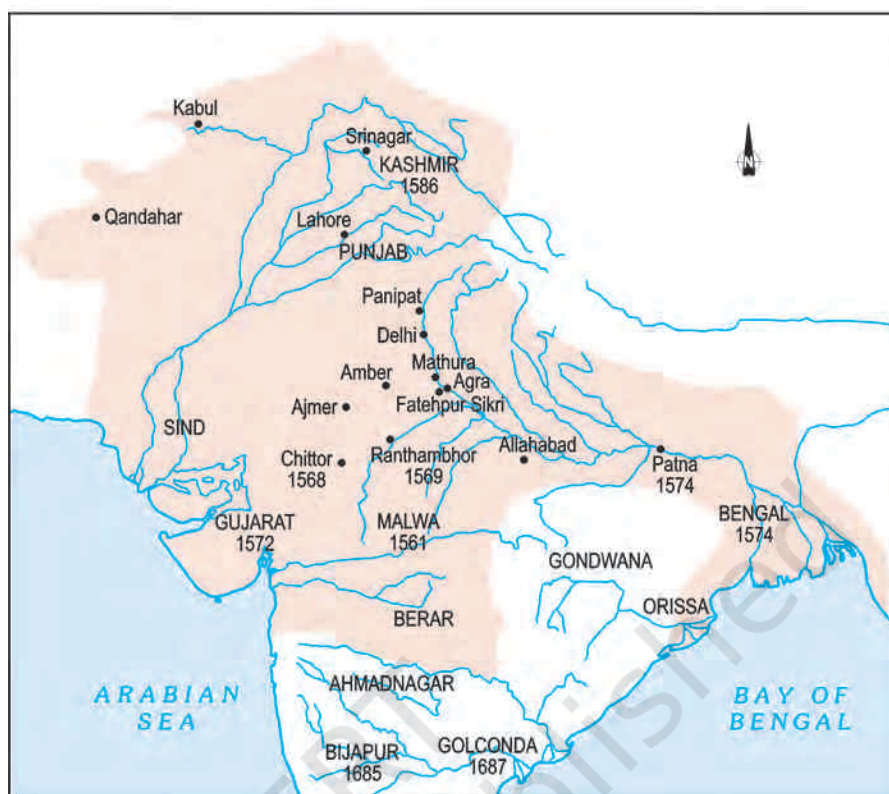 Kabul
Srinagar
KASHMIR
1586
N
Qandahar
Lahore
PUNJAB
Panipat
Delhi
Mathura
Amber
Agra
Ajmer
Fatehpur Sikri
SIND
Ranthambhor
1569
Allahabad
Chittor
1568
Patna
1574
GUJARAT
1572
MALWA
1561
BENGAL
1574
GONDWANA
BERAR
ORISSA
AHMADNAGAR
ARABIAN
SEA
BAY OF
BENGAL
BIJAPUR
1685
GOLCONDA
1687